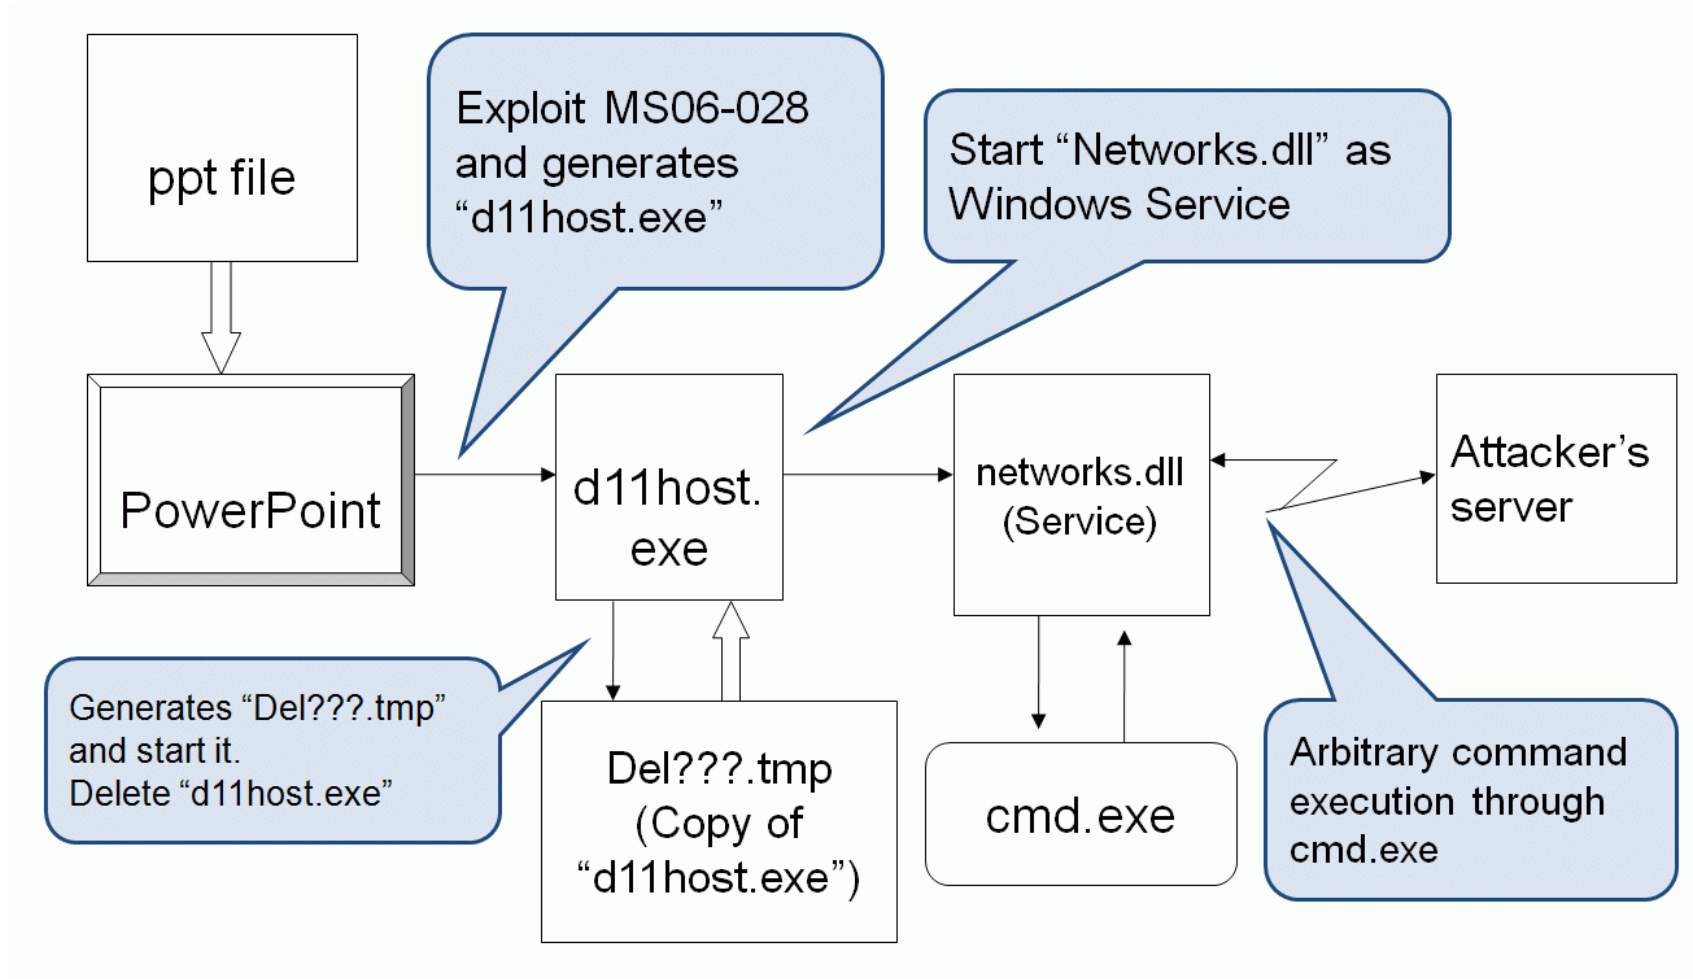 ppt file
Exploit MS06-028
and generates
“d11host.exe”
Start “Networks.dll” as
Windows Service
PowerPoint
d11host.
exe
networks.dll
(Service)
Attacker’s
server
Generates “Del???.tmp”
and start it.
Delete “d11host.exe”
Del???.tmp
(Copy of
“d11host.exe”)
cmd.exe
Arbitrary command
execution through
cmd.exe